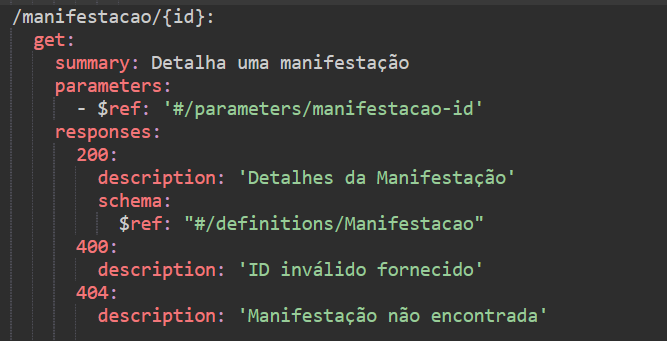 /manifestacao/{id}:
get:
summary: Detalha uma manifestação
parameters:
- $ref: '#/parameters/manifestacao-id'
responses:
200:
description: 'Detalhes da Manifestação'
schema:
$ref: "#/definitions/Manifestacao"
400:
description: 'ID inválido fornecido'
404:
description: 'Manifestação não encontrada'